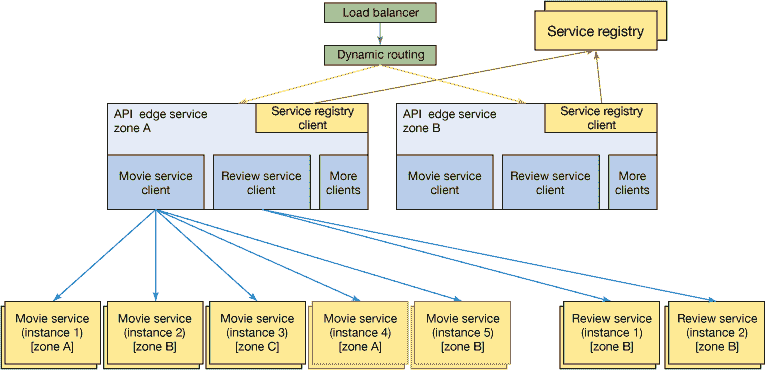 Load balancer
Service registry
Dynamic routing
API edge service
zone A
Service registry
client
API edge service
zone B
Service registry
client
Movie service
client
Review service
client
More
clients
Movie service
client
Review service
client
More
clients
Movie service
(instance 1)
[zone A]
Movie service
(instance 2)
[zone B]
Movie service
(instance 3)
[zone C]
Movie service
(instance 4)
[zone A]
Movie service
(instance 5)
[zone B]
Review service
(instance 1)
[zone B]
Review service
(instance 2)
[zone B]